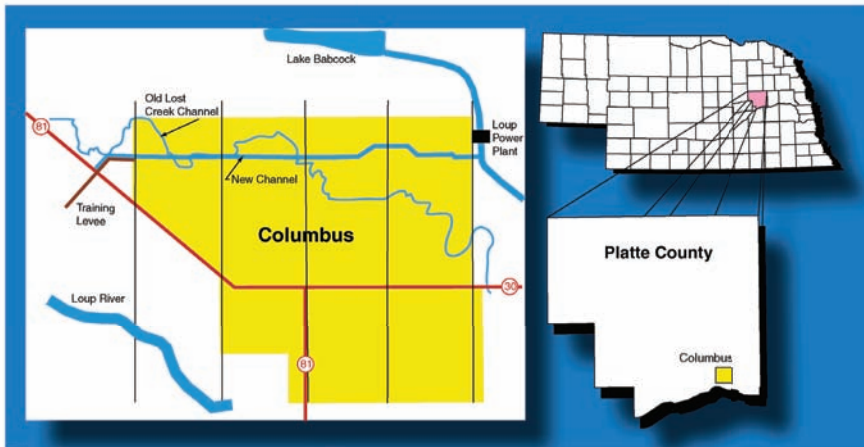 Lake Babcock
Old Lost
Creek Channel
81
Loup
Power
Plant
New Channel
Training
Levee
Columbus
Platte County
30
Loup River
81
Columbus